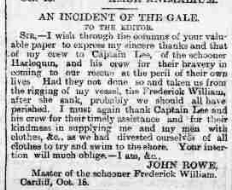 AN INCIDENT OF THE GALE.
TO THE EDITOR.
SIR,—I wish through the columns of your valu-
able paper to express my sincere thanks and that
of my crew to Captain Lee, of the schooner
Harlequin, and his crew for their bravery in
coming to our rescue at the peril of their own
lives. Had they not done so and taken us from
the rigging of my vessel, the Frederick William,
after she sank, probably we should all have
perished. I must again thank Captain Lee and
his crew for their timely assistance and for their
kindness in supplying me and my men with
clothes, &c., as we had divested ourselves of all
clothes to try and swim to the shore. Your inser-
tion will much oblige.—I am, &c.,
JOHN ROWE,
Master of the schooner Frederick William.
Cardiff, Oct. 18.